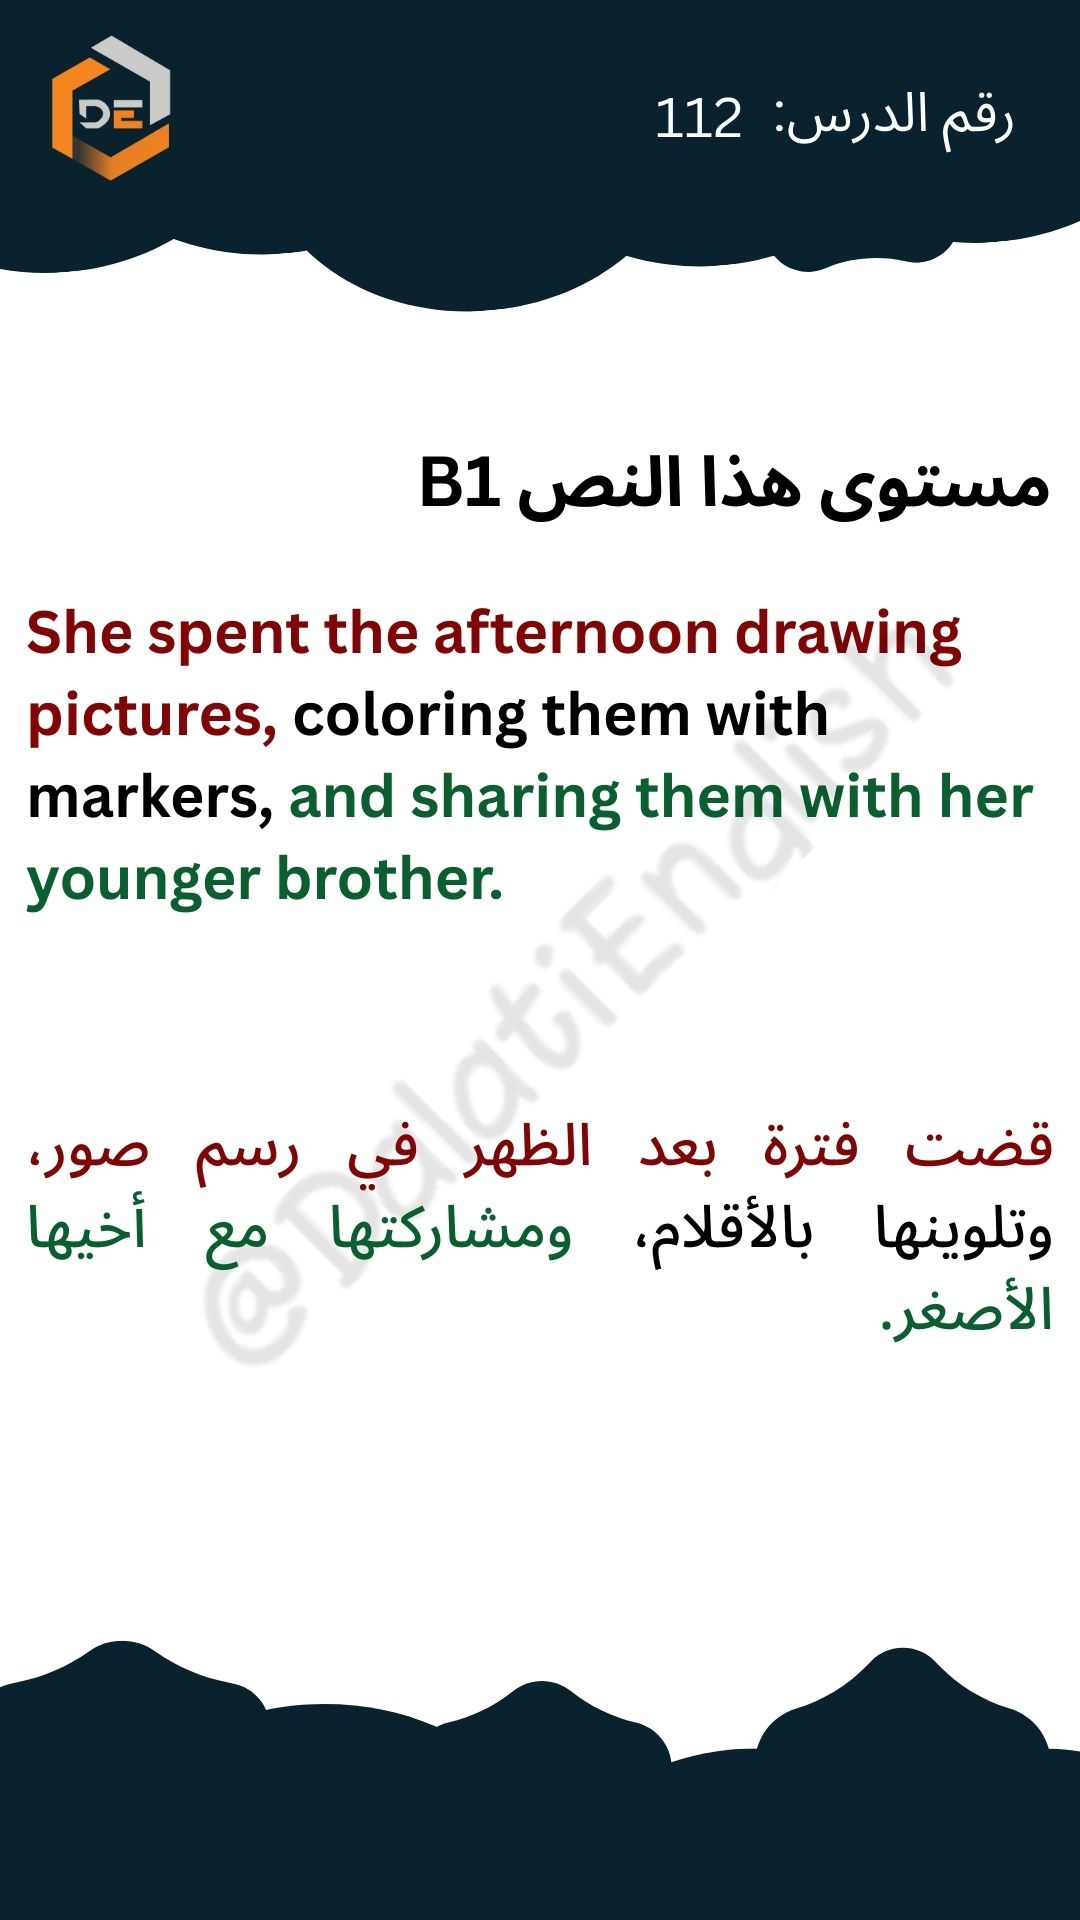 DE
رقم الدرس: 112
مستوى هذا النص B1
She spent the afternoon drawing
pictures, coloring them with
markers, and sharing them with her
younger brother.
@DalatiEnglish
قضت فترة بعد الظهر في رسم صور،
وتلوينها بالأقلام، ومشاركتها مع أخيها
الأصغر.